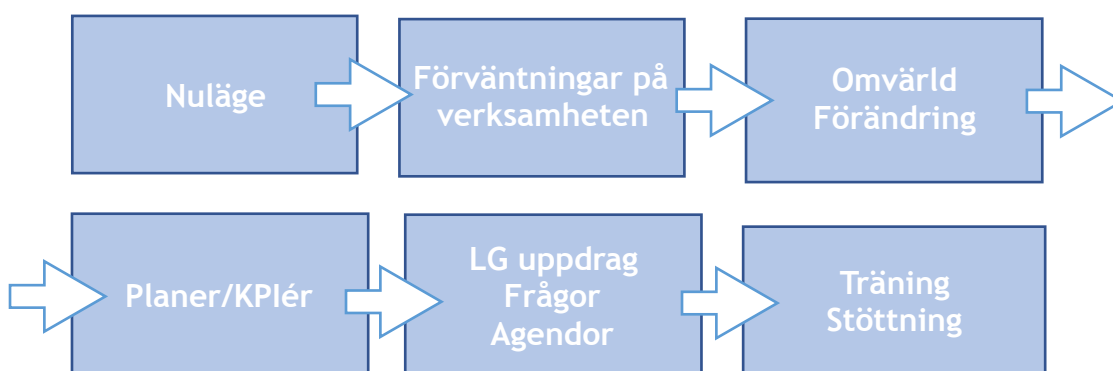 Nuläge
Förväntningar på
verksamheten
Omvärld
Förändring
Planer/KPIér
LG uppdrag
Frågor
Agendor
Träning
Stöttning